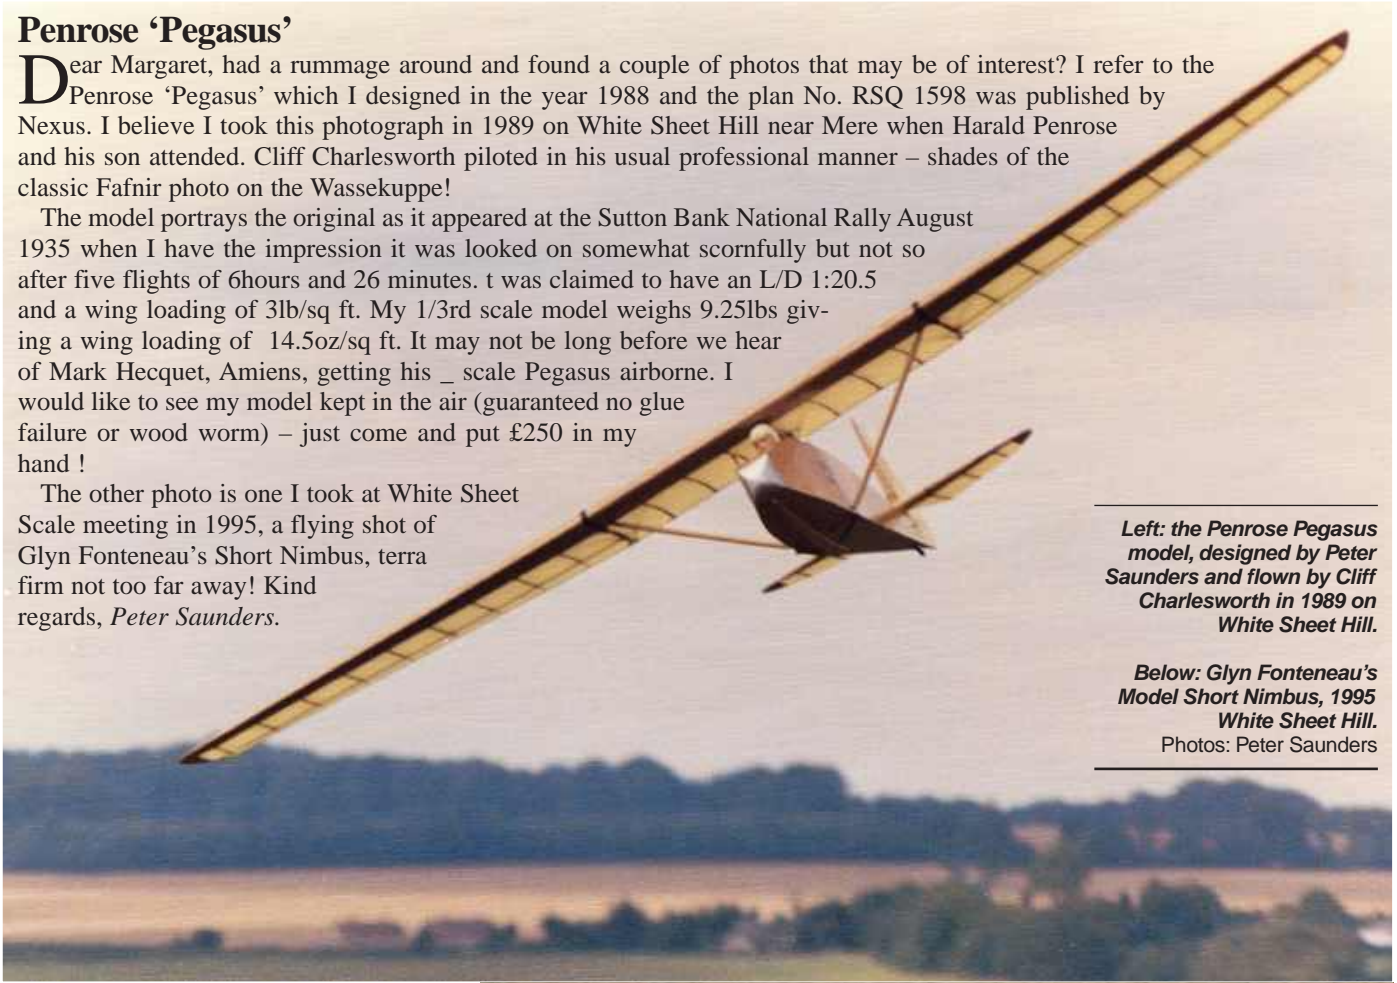 Penrose ‘Pegasus’
Dear Margaret, had a rummage around and found a couple of photos that may be of interest? I refer to the
Penrose ‘Pegasus’ which I designed in the year 1988 and the plan No. RSQ 1598 was published by
Nexus. I believe I took this photograph in 1989 on White Sheet Hill near Mere when Harald Penrose
and his son attended. Cliff Charlesworth piloted in his usual professional manner – shades of the
classic Fafnir photo on the Wassekuppe!
The model portrays the original as it appeared at the Sutton Bank National Rally August
1935 when I have the impression it was looked on somewhat scornfully but not so
after five flights of 6hours and 26 minutes. t was claimed to have an L/D 1:20.5
and a wing loading of 3lb/sq ft. My 1/3rd scale model weighs 9.25lbs giv-
ing a wing loading of 14.5oz/sq ft. It may not be long before we hear
of Mark Hecquet, Amiens, getting his _ scale Pegasus airborne. I
would like to see my model kept in the air (guaranteed no glue
failure or wood worm) – just come and put £250 in my
hand !
The other photo is one I took at White Sheet
Scale meeting in 1995, a flying shot of
Glyn Fonteneau’s Short Nimbus, terra
firm not too far away! Kind
regards, Peter Saunders.
Left: the Penrose Pegasus
model, designed by Peter
Saunders and flown by Cliff
Charlesworth in 1989 on
White Sheet Hill.
Below: Glyn Fonteneau’s
Model Short Nimbus, 1995
White Sheet Hill.
Photos: Peter Saunders